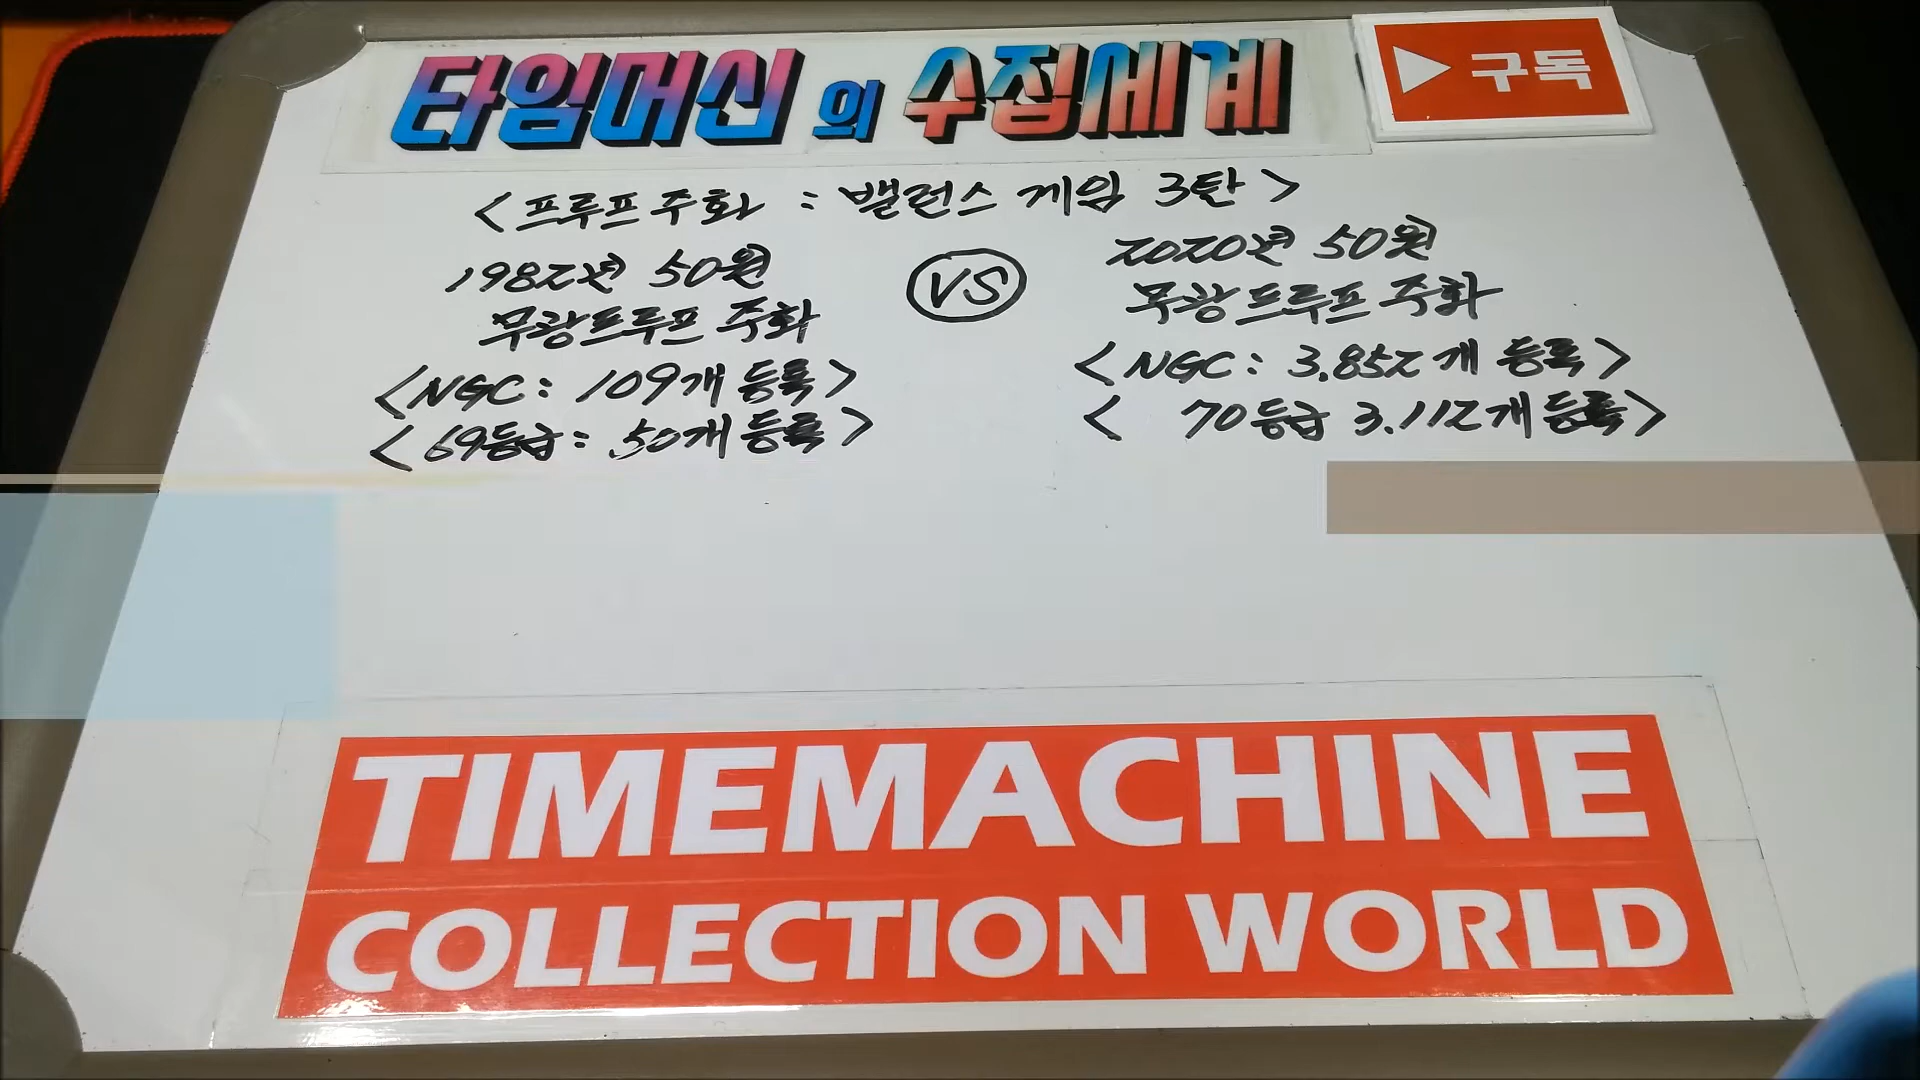 타임머신의 수집세계
구독
<프루프 주화 : 밸런스 게임 3탄>
1982년 50원
무광프루프 주화
<NGC: 109개 등록>
<69등급: 50개 등록>
VS
2020년 50원
무광프루프 주화
<NGC: 3.852개 등록>
< 70등급 3.112개 등록>
TIMEMACHINE
COLLECTION WORLD